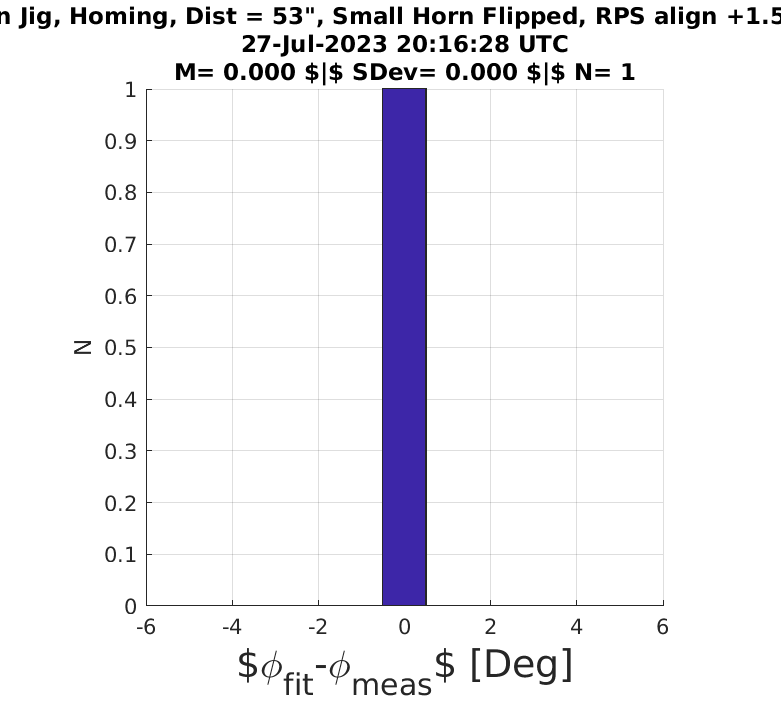 n Jig, Homing, Dist = 53", Small Horn Flipped, RPS align +1.5
27-Jul-2023 20:16:28 UTC
M= 0.000 $|$ SDev= 0.000 $|$ N= 1
1
0.9
0.8
0.7
0.6
0.5
0.4
0.3
0.2
0.1
0
N
-6 -4 -2 0 2 4 6
$ϕfit-ϕmeas$ [Deg]